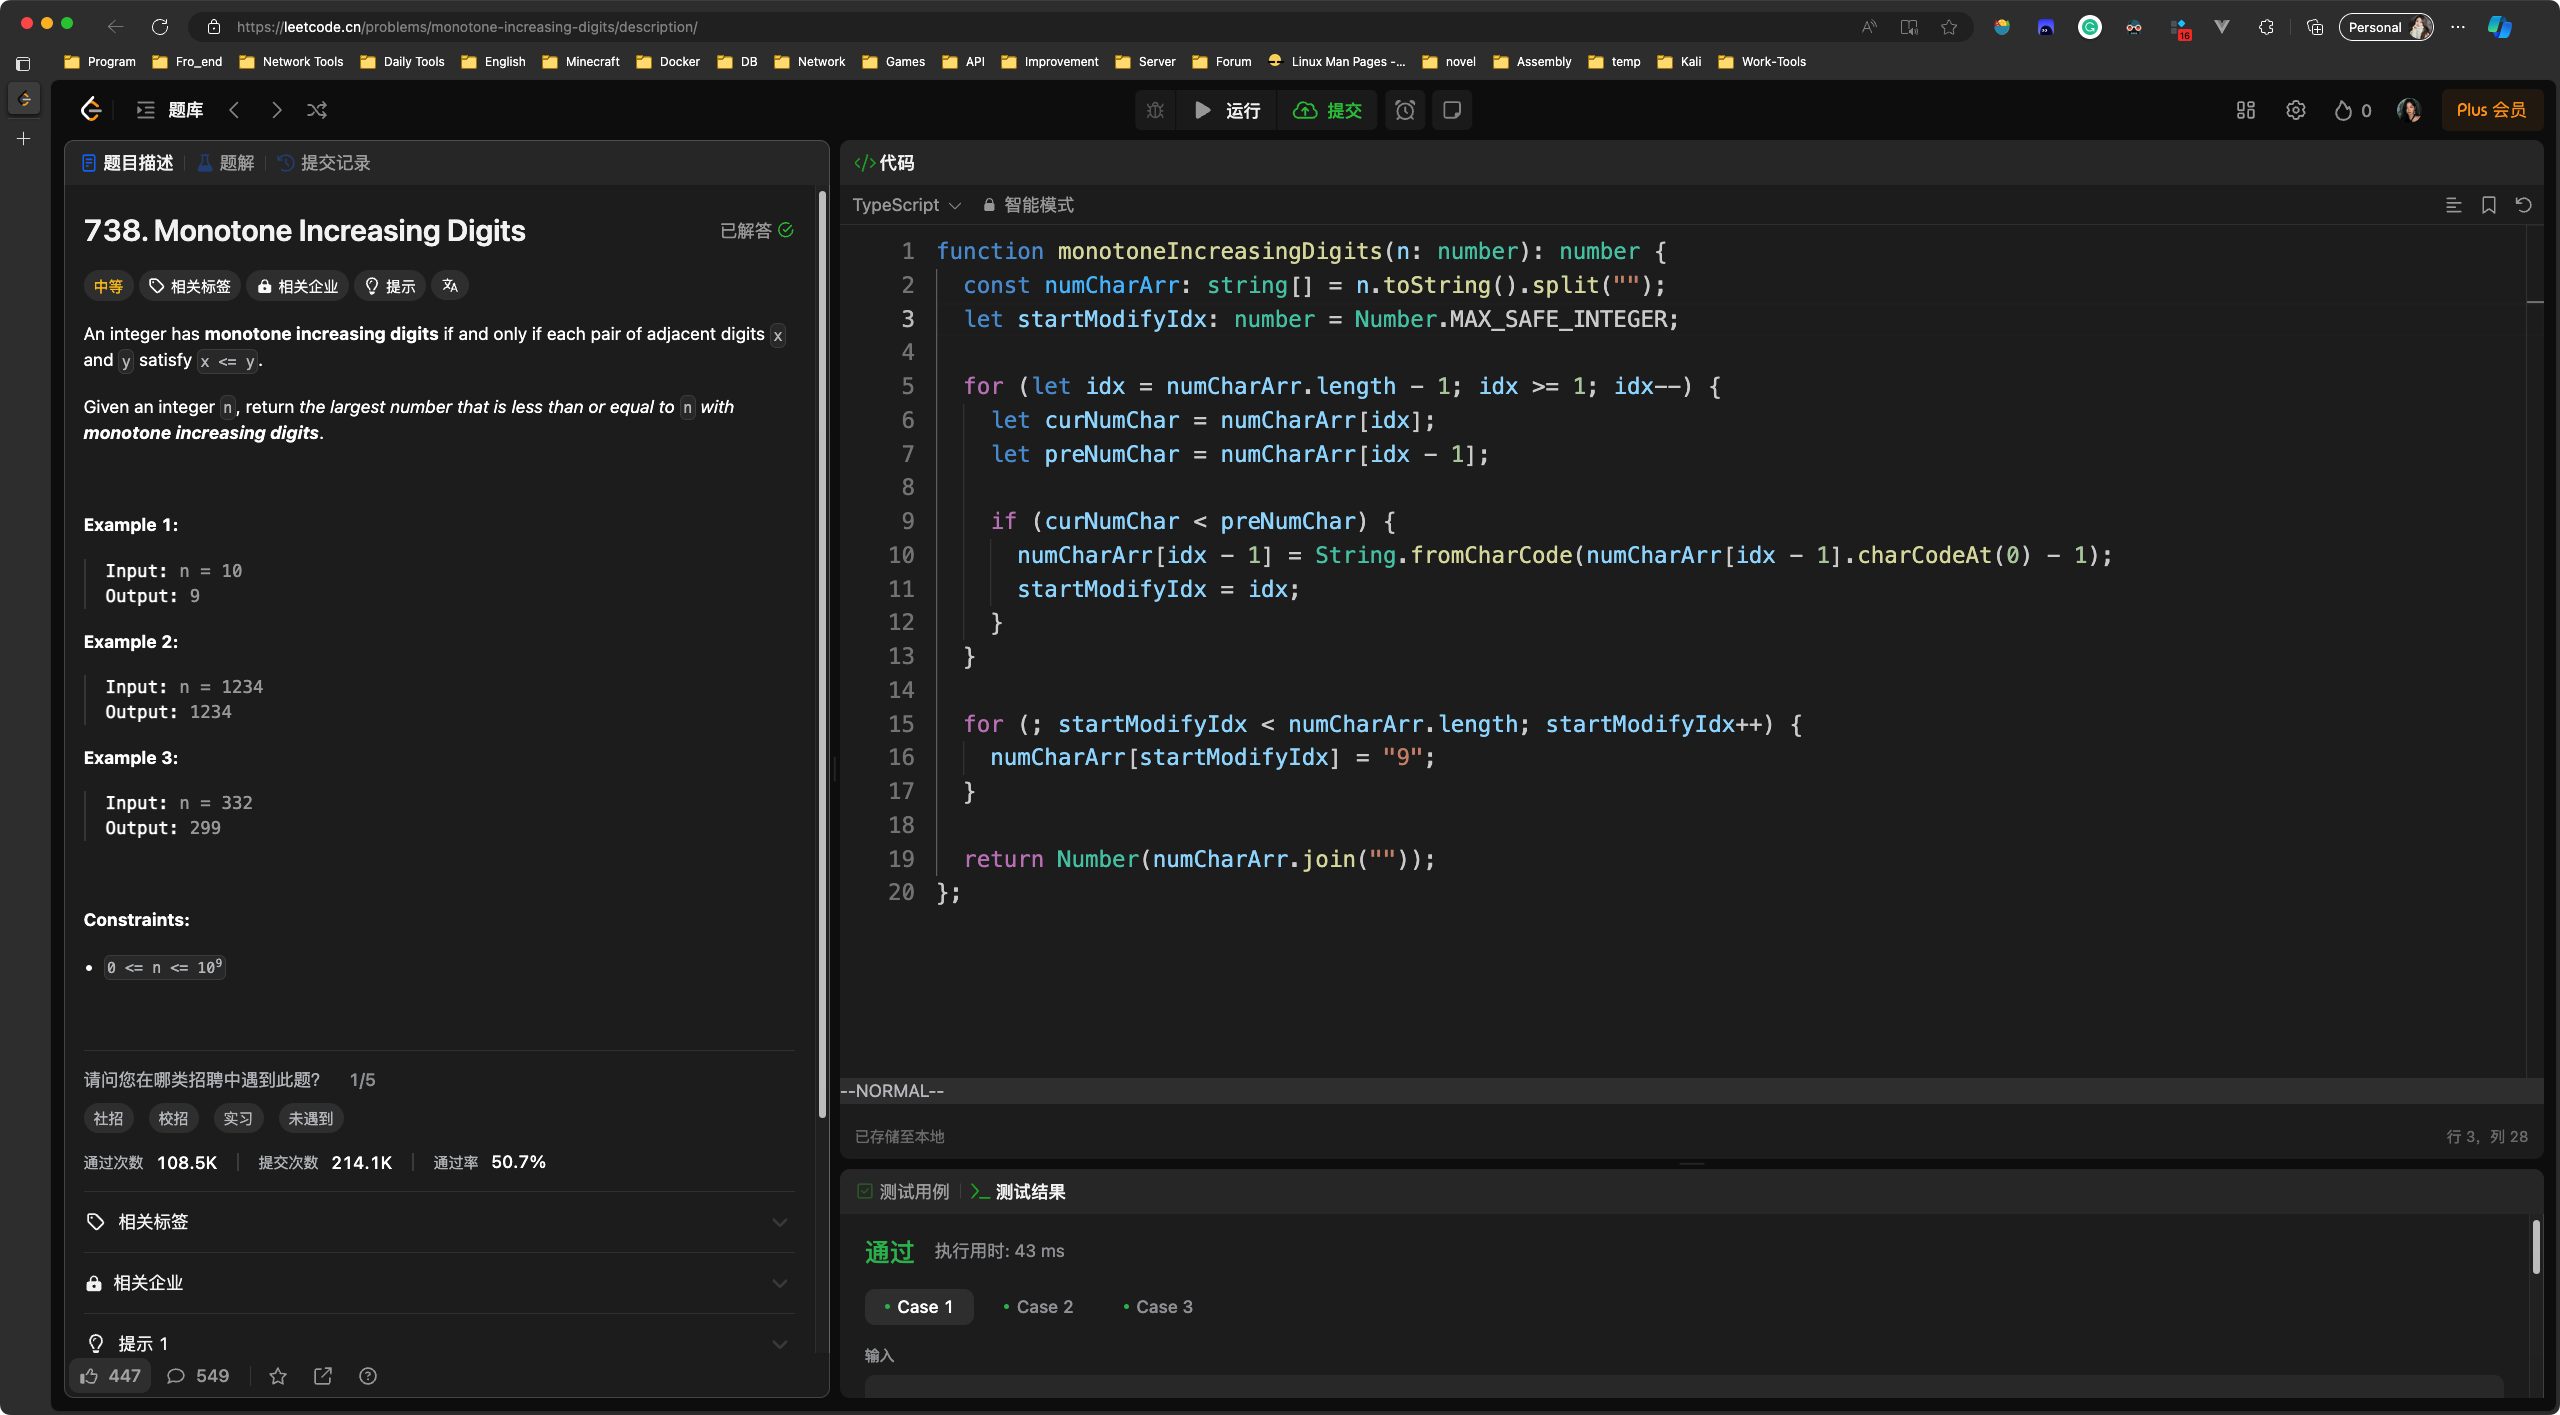 https://leetcode.cn/problems/monotone-increasing-digits/description/
16
Personal
Program Fro_end Network Tools Daily Tools English Minecraft Docker DB Network Games API Improvement Server Forum Linux Man Pages -... novel Assembly temp Kali Work-Tools
题库
运行
提交
0
Plus 会员
题目描述 题解 提交记录
738. Monotone Increasing Digits
已解答
中等 相关标签 相关企业 提示
An integer has monotone increasing digits if and only if each pair of adjacent digits x
and y satisfy x <= y.
Given an integer n, return the largest number that is less than or equal to n with
monotone increasing digits.
Example 1:
Input: n = 10
Output: 9
Example 2:
Input: n = 1234
Output: 1234
Example 3:
Input: n = 332
Output: 299
Constraints:
0 <= n <= 10⁹
请问您在哪类招聘中遇到此题? 1/5
社招 校招 实习 未遇到
通过次数 108.5K 提交次数 214.1K 通过率 50.7%
相关标签
相关企业
提示 1
447 549
</> 代码
TypeScript 智能模式
1 function monotoneIncreasingDigits(n: number): number {
2 const numCharArr: string[] = n.toString().split("");
3 let startModifyIdx: number = Number.MAX_SAFE_INTEGER;
4
5 for (let idx = numCharArr.length - 1; idx >= 1; idx--) {
6 let curNumChar = numCharArr[idx];
7 let preNumChar = numCharArr[idx - 1];
8
9 if (curNumChar < preNumChar) {
10 numCharArr[idx - 1] = String.fromCharCode(numCharArr[idx - 1].charCodeAt(0) - 1);
11 startModifyIdx = idx;
12 }
13 }
14
15 for (; startModifyIdx < numCharArr.length; startModifyIdx++) {
16 numCharArr[startModifyIdx] = "9";
17 }
18
19 return Number(numCharArr.join(""));
20 };
--NORMAL--
已存储至本地
行 3, 列 28
测试用例 >_ 测试结果
通过 执行用时: 43 ms
Case 1 Case 2 Case 3
输入